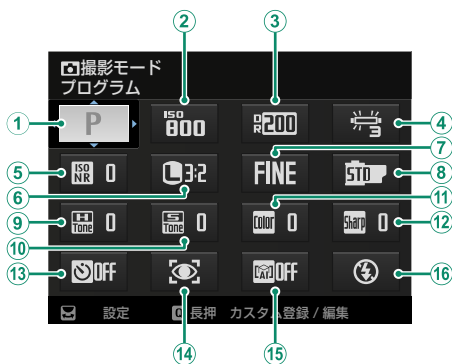 ② ③
撮影モード
プログラム
① P ISO 800 DR 200 3 ④
⑦
⑤ ISO NR 0 L 3:2 FINE STD ⑧
⑥ ⑪
⑨ H Tone 0 S Tone 0 Color 0 Sharp 0 ⑫
⑩
⑬ OFF AI OFF ⑯
設定 Q 長押 カスタム登録 / 編集
⑭ ⑮